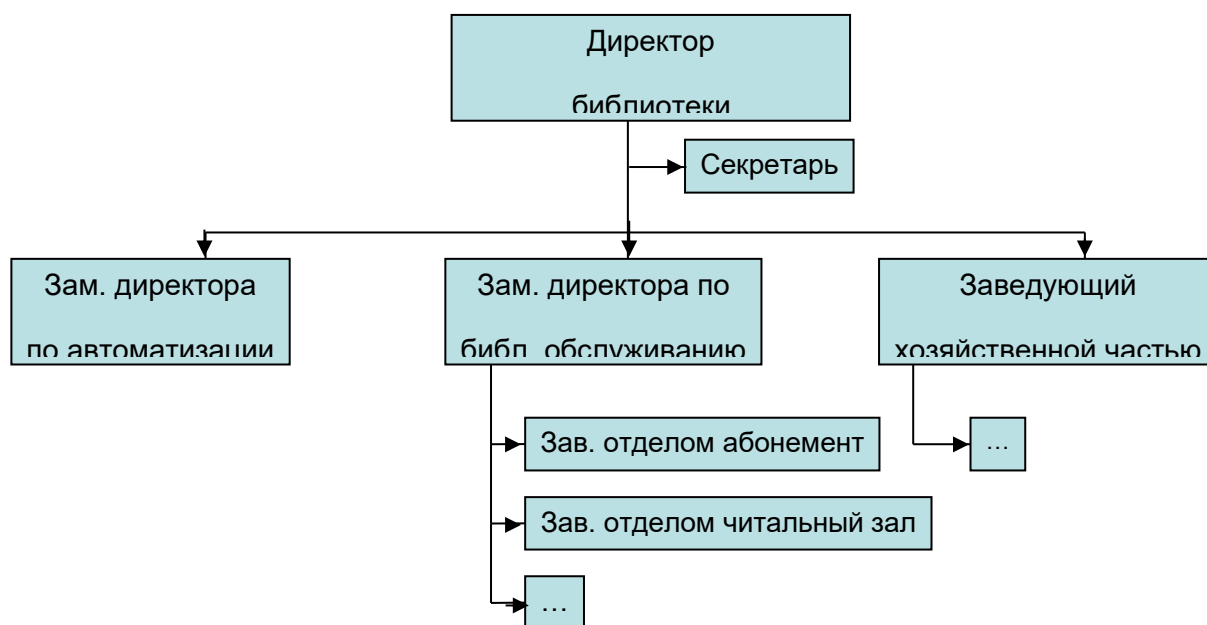 Директор
библиотеки
Секретарь
Зам. директора
по автоматизации
Зам. директора по
библ. обслуживанию
Заведующий
хозяйственной частью
Зав. отделом абонемент
…
Зав. отделом читальный зал
…